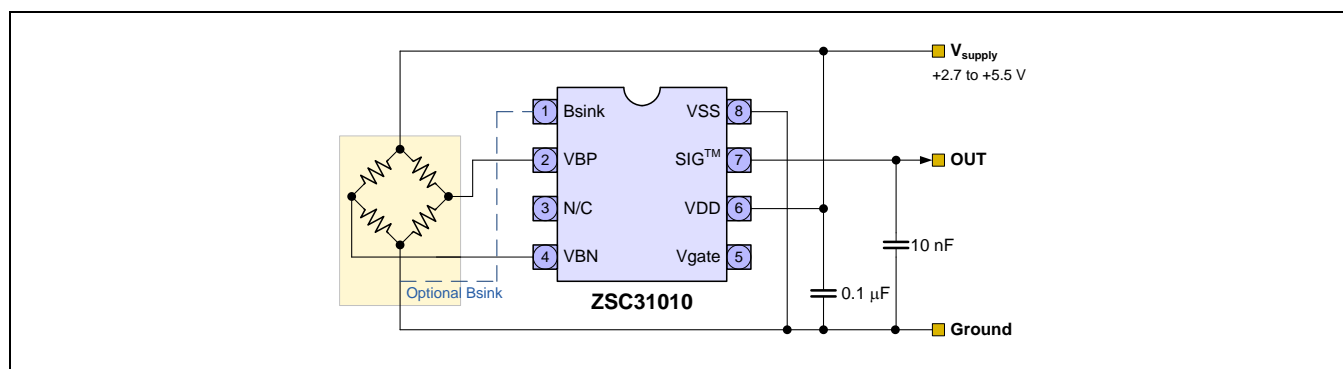 V_supply
+2.7 to +5.5 V
1 Bsink VSS 8
2 VBP SIG™ 7 OUT
3 N/C VDD 6
4 VBN Vgate 5
10 nF
Optional Bsink
0.1 μF
ZSC31010
Ground